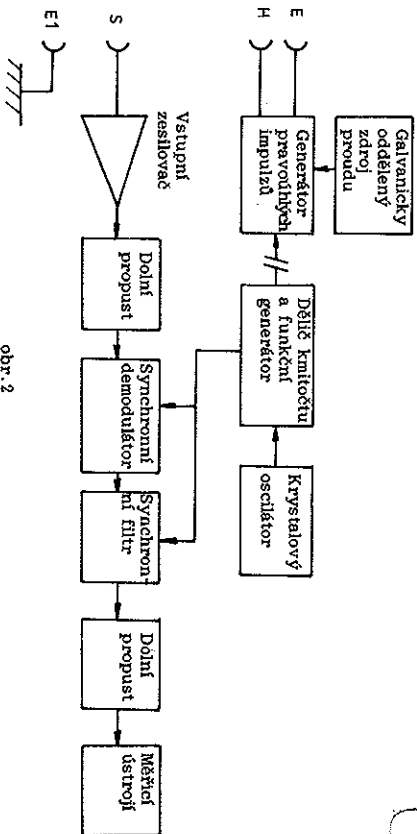 Galvanicky
oddělený
zdroj
proudu
E
H
Generátor
pravoúhlých
impulzů
Dělič kmitočtu
a funkční
generátor
Krystalový
oscilátor
S
E1
Vstupní
zesilovač
Dolní
propust
Synchronní
demodulátor
Synchron-
ní filtr
Dolní
propust
Měřicí
ústrojí
obr.2